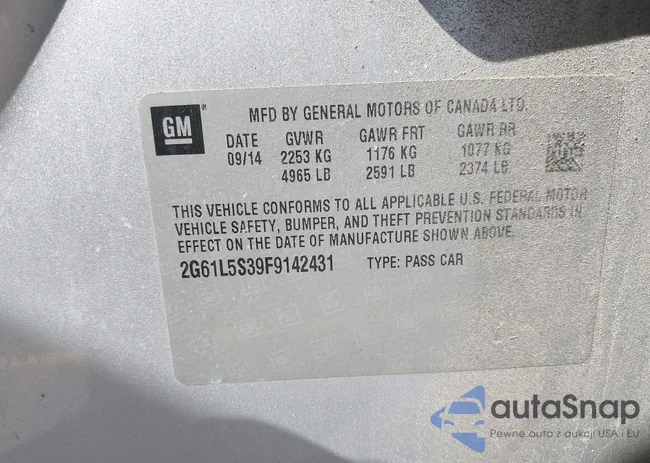 GM
MFD BY GENERAL MOTORS OF CANADA LTD.
DATE GVWR GAWR FRT GAWR RR
09/14 2253 KG 1176 KG 1077 KG
4965 LB 2591 LB 2374 LB
THIS VEHICLE CONFORMS TO ALL APPLICABLE U.S. FEDERAL MOTOR
VEHICLE SAFETY, BUMPER, AND THEFT PREVENTION STANDARDS IN
EFFECT ON THE DATE OF MANUFACTURE SHOWN ABOVE.
2G61L5S39F9142431 TYPE: PASS CAR
autaSnap
Pewne auto z aukcji USA i EU